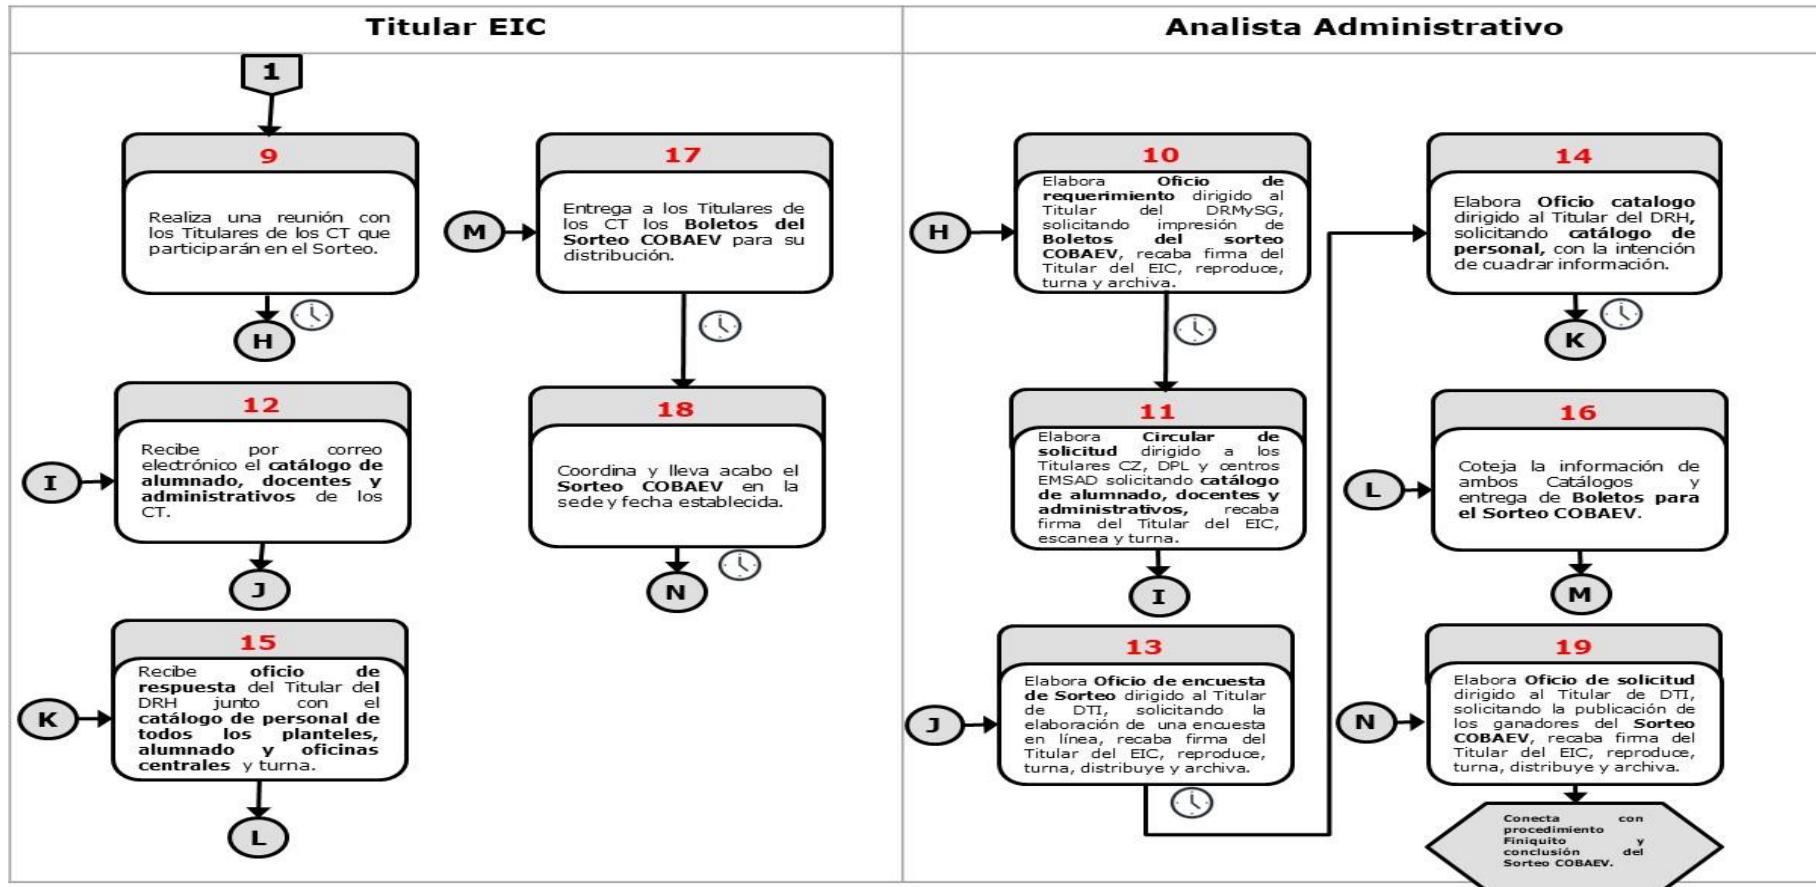 Titular EIC
Analista Administrativo
1
9
Realiza una reunión con
los Titulares de los CT que
participarán en el Sorteo.
H
17
M
Entrega a los Titulares de
los CT los Boletos del
Sorteo COBAEV para su
distribución.
12
I
Recibe por correo
electrónico el catálogo de
alumnado, docentes y
administrativos de los
CT.
J
18
Coordina y lleva acabo el
Sorteo COBAEV en la
sede y fecha establecida.
N
15
K
Recibe oficio de
respuesta del Titular del
DRH junto con el
catálogo de personal de
todos los planteles,
alumnado y oficinas
centrales y turna.
L
10
H
Elabora Oficio de
requerimiento dirigido al
Titular del DRMySG,
solicitando impresión de
Boletos del sorteo
COBAEV, recaba firma del
Titular del EIC, reproduce,
turna y archiva.
14
Elabora Oficio catalogo
dirigido al Titular del DRH,
solicitando catálogo de
personal, con la intención
de cuadrar información.
K
11
Elabora Circular de
solicitud dirigido a los
Titulares CZ, DPL y centros
EMSAD solicitando catálogo
de alumnado, docentes y
administrativos, recaba
firma del Titular del EIC,
escanea y turna.
I
16
L
Coteja la información de
ambos Catálogos y
entrega de Boletos para
el Sorteo COBAEV.
M
13
J
Elabora Oficio de encuesta
de Sorteo dirigido al Titular
de DTI, solicitando la
elaboración de una encuesta
en línea, recaba firma del
Titular del EIC, reproduce,
turna, distribuye y archiva.
19
N
Elabora Oficio de solicitud
dirigido al Titular de DTI,
solicitando la publicación de
los ganadores del Sorteo
COBAEV, recaba firma del
Titular del EIC, reproduce,
turna, distribuye y archiva.
Conecta con
procedimiento
Finiquito y
conclusión del
Sorteo COBAEV.